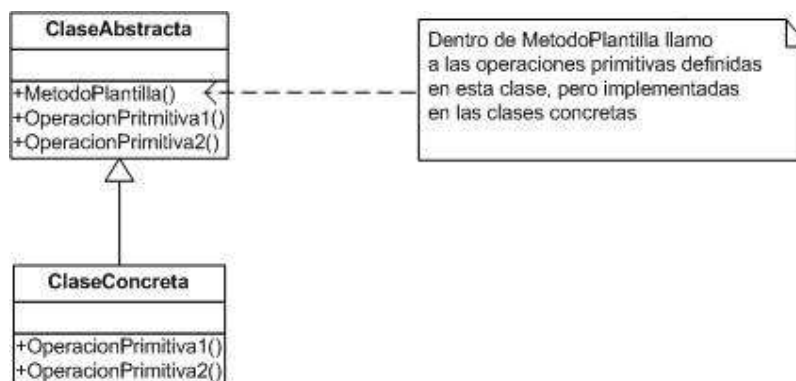 ClaseAbstracta
+MetodoPlantilla()
+OperacionPritmitiva1()
+OperacionPrimitiva2()
Dentro de MetodoPlantilla llamo
a las operaciones primitivas definidas
en esta clase, pero implementadas
en las clases concretas
ClaseConcreta
+OperacionPrimitiva1()
+OperacionPrimitiva2()